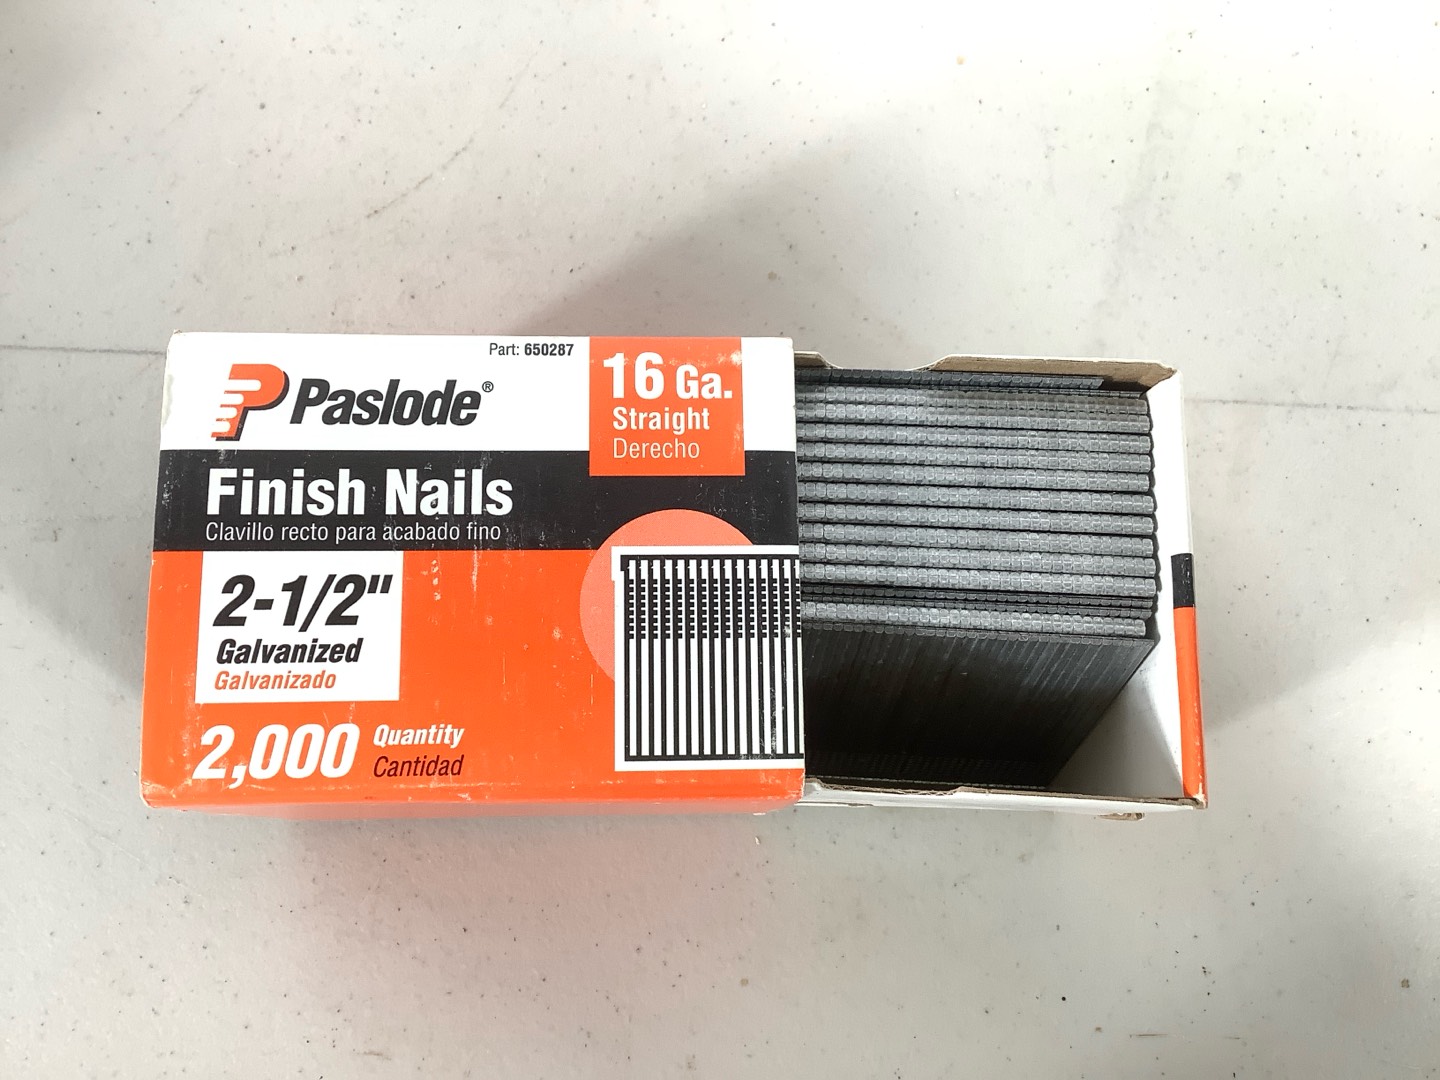 Part: 650287
Paslode®
16 Ga.
Straight
Derecho
Finish Nails
Clavillo recto para acabado fino
2-1/2"
Galvanized
Galvanizado
2,000 Quantity
Cantidad